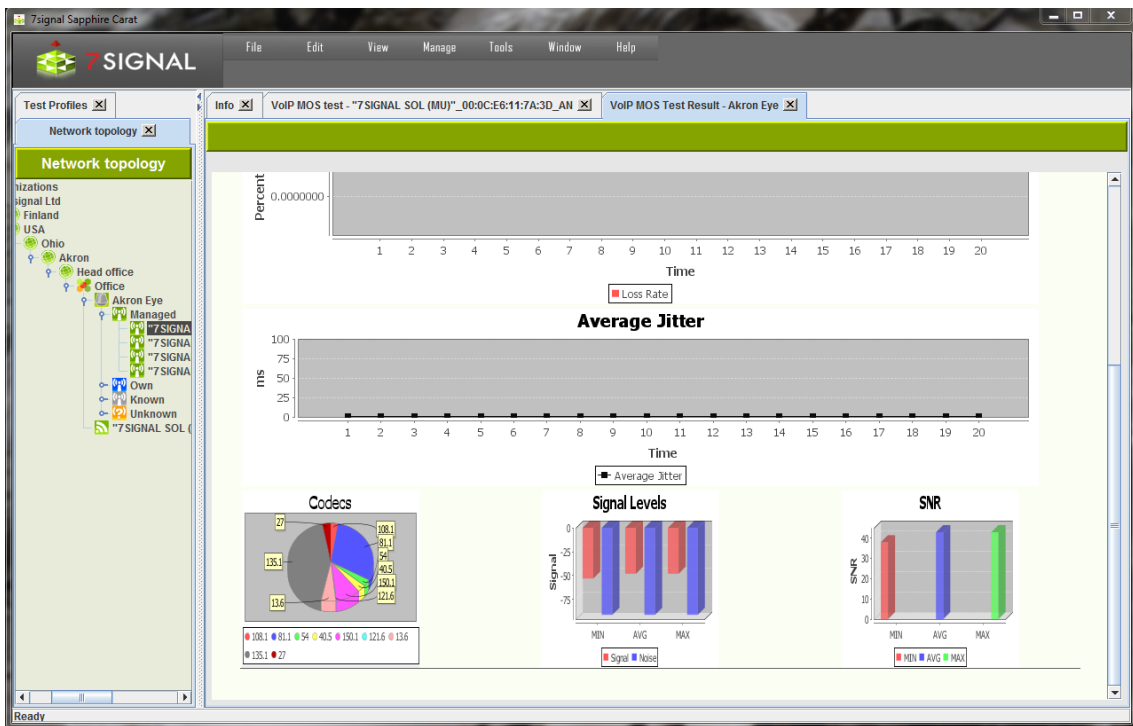 7signal Sapphire Carat
7SIGNAL
File Edit View Manage Tools Window Help
Test Profiles
Network topology
Info
VoIP MOS test - "7SIGNAL SOL (MU)"_00:0C:E6:11:7A:3D_AN
VoIP MOS Test Result - Akron Eye
Network topology
nizations
signal Ltd
Finland
USA
Ohio
Akron
Head office
Office
Akron Eye
Managed
"7SIGNA
"7SIGNA
"7SIGNA
"7SIGNA
Own
Known
Unknown
"7SIGNAL SOL (
Percent
0.0000000
1 2 3 4 5 6 7 8 9 10 11 12 13 14 15 16 17 18 19 20
Time
Loss Rate
Average Jitter
ms
100
75
50
25
0
1 2 3 4 5 6 7 8 9 10 11 12 13 14 15 16 17 18 19 20
Time
Average Jitter
Codecs
27
108.1
81.1
54
40.5
150.1
121.6
13.6
135.1
108.1 81.1 54 40.5 150.1 121.6 13.6
135.1 27
Signal Levels
Signal
0
-25
-50
-75
MIN AVG MAX
Signal Noise
SNR
SNR
40
30
20
10
0
MIN AVG MAX
MIN AVG MAX
Ready